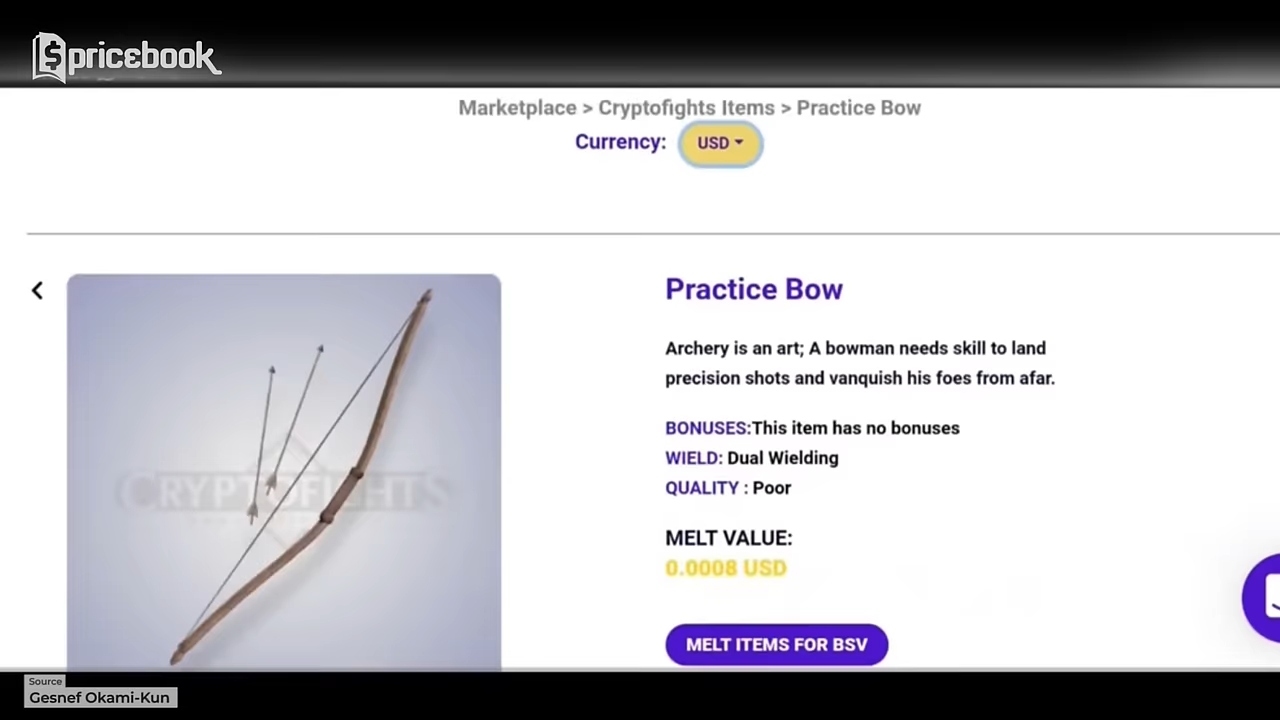 pricebook
Marketplace > Cryptofights Items > Practice Bow
Currency: USD
Practice Bow
Archery is an art; A bowman needs skill to land
precision shots and vanquish his foes from afar.
BONUSES:This item has no bonuses
WIELD: Dual Wielding
QUALITY : Poor
MELT VALUE:
0.0008 USD
MELT ITEMS FOR BSV
CRYPTOFIGHTS
Source
Gesnef Okami-Kun